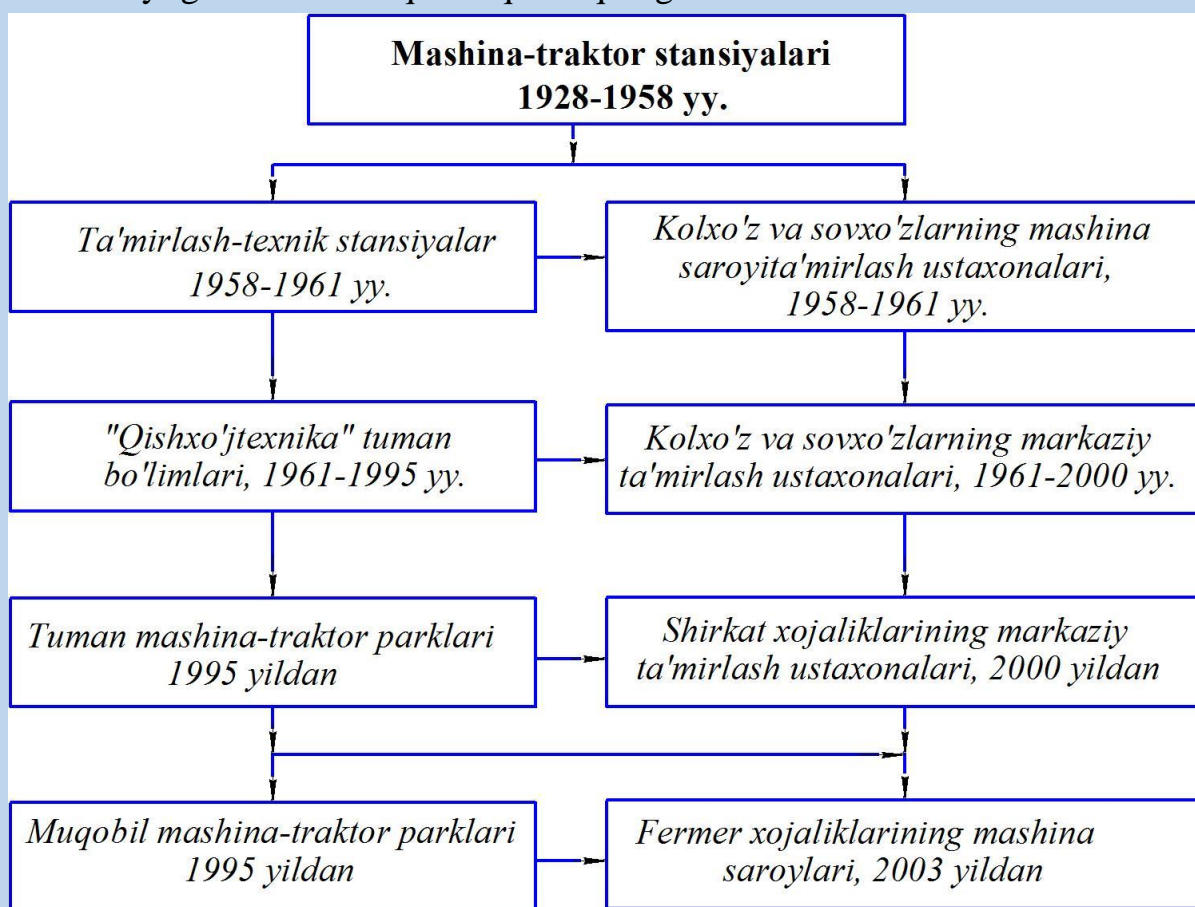 Mashina-traktor stansiyalari
1928-1958 yy.
Ta'mirlash-texnik stansiyalar
1958-1961 yy.
Kolxo'z va sovxo'zlarning mashina
saroyita'mirlash ustaxonalari,
1958-1961 yy.
"Qishxo'jtexnika" tuman
bo'limlari, 1961-1995 yy.
Kolxo'z va sovxo'zlarning markaziy
ta'mirlash ustaxonalari, 1961-2000 yy.
Tuman mashina-traktor parklari
1995 yildan
Shirkat xojaliklarining markaziy
ta'mirlash ustaxonalari, 2000 yildan
Muqobil mashina-traktor parklari
1995 yildan
Fermer xojaliklarining mashina
saroylari, 2003 yildan